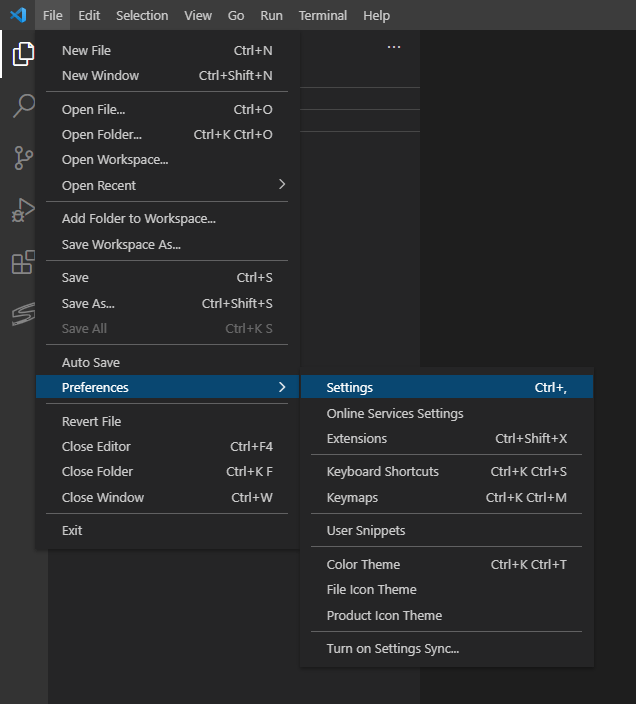 File Edit Selection View Go Run Terminal Help
New File Ctrl+N
New Window Ctrl+Shift+N
Open File... Ctrl+O
Open Folder... Ctrl+K Ctrl+O
Open Workspace...
Open Recent
Add Folder to Workspace...
Save Workspace As...
Save Ctrl+S
Save As... Ctrl+Shift+S
Save All Ctrl+K S
Auto Save
Preferences
Revert File
Close Editor Ctrl+F4
Close Folder Ctrl+K F
Close Window Ctrl+W
Exit
Settings Ctrl+,
Online Services Settings
Extensions Ctrl+Shift+X
Keyboard Shortcuts Ctrl+K Ctrl+S
Keymaps Ctrl+K Ctrl+M
User Snippets
Color Theme Ctrl+K Ctrl+T
File Icon Theme
Product Icon Theme
Turn on Settings Sync...